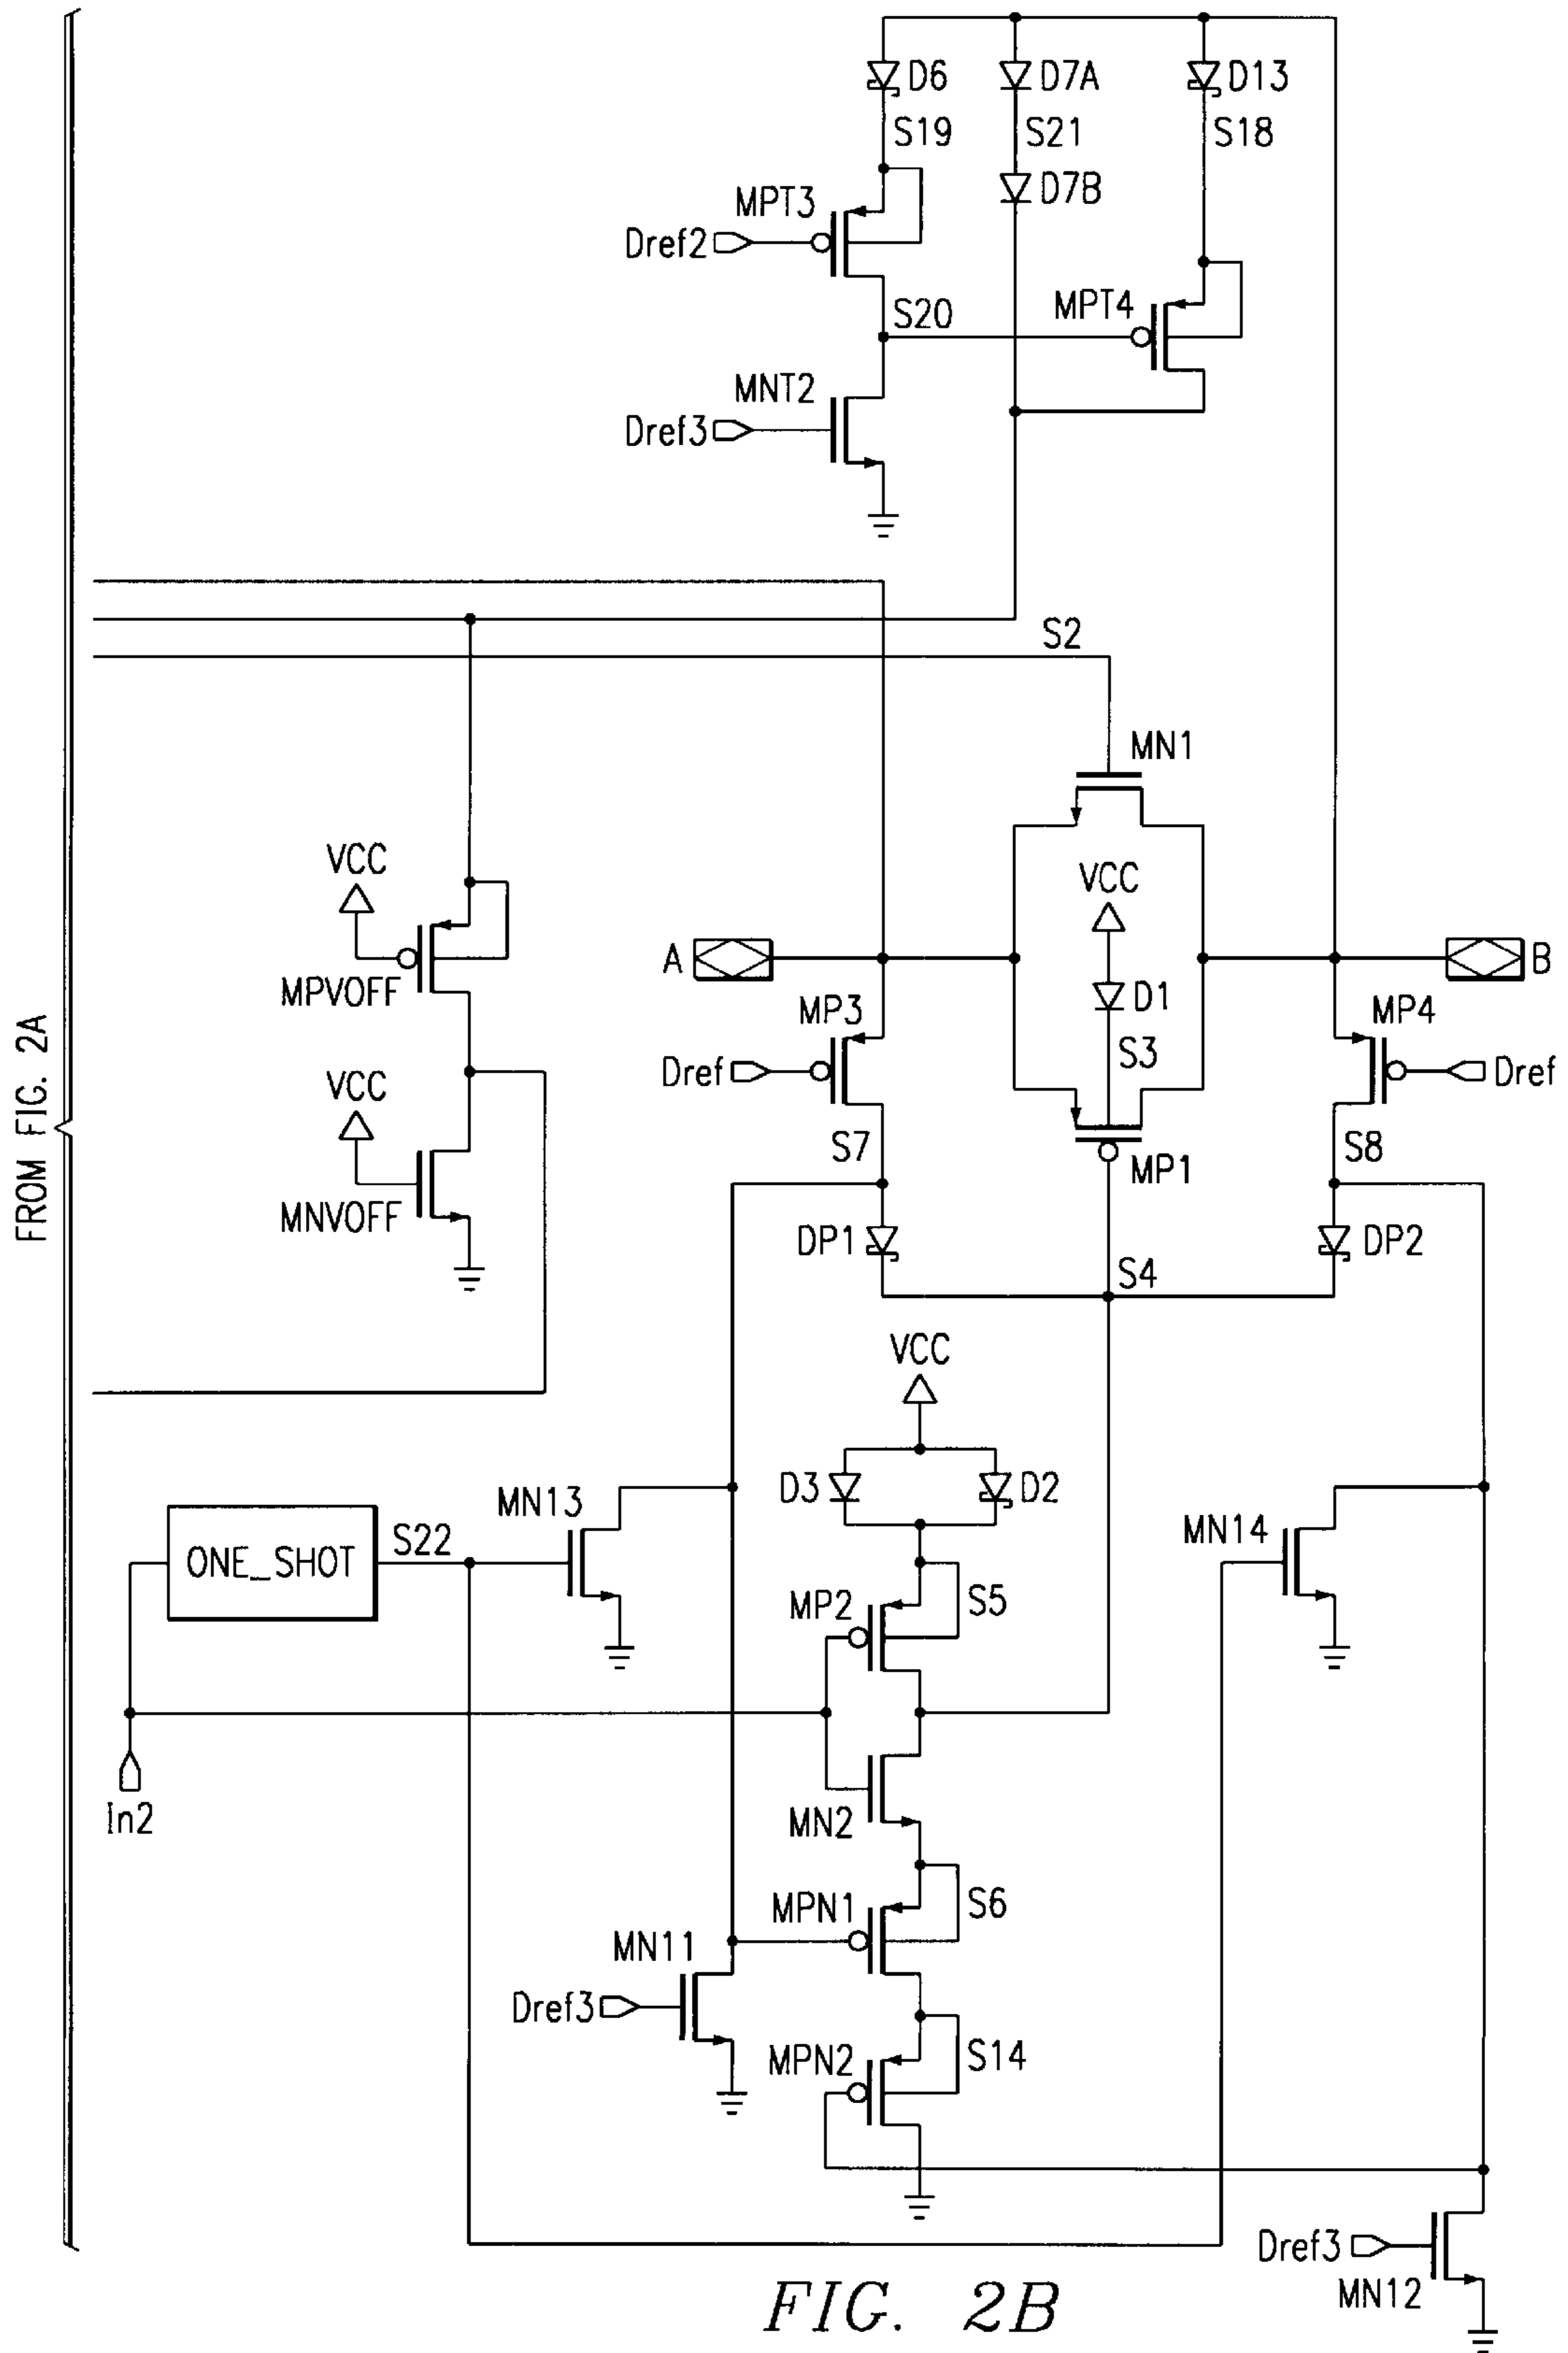 D6
D7A
D13
S19
S21
S18
MPT3
D7B
Dref2
S20
MPT4
MNT2
Dref3
S2
MN1
VCC
VCC
A
B
MPVOFF
D1
MP3
MP4
FROM FIG. 2A
VCC
Dref
S3
Dref
S7
MP1
S8
MNVOFF
DP1
S4
DP2
VCC
D3
D2
MN13
MN14
ONE_SHOT
S22
MP2
S5
In2
MN2
MPN1
S6
MN11
Dref3
MPN2
S14
Dref3
MN12
FIG. 2B